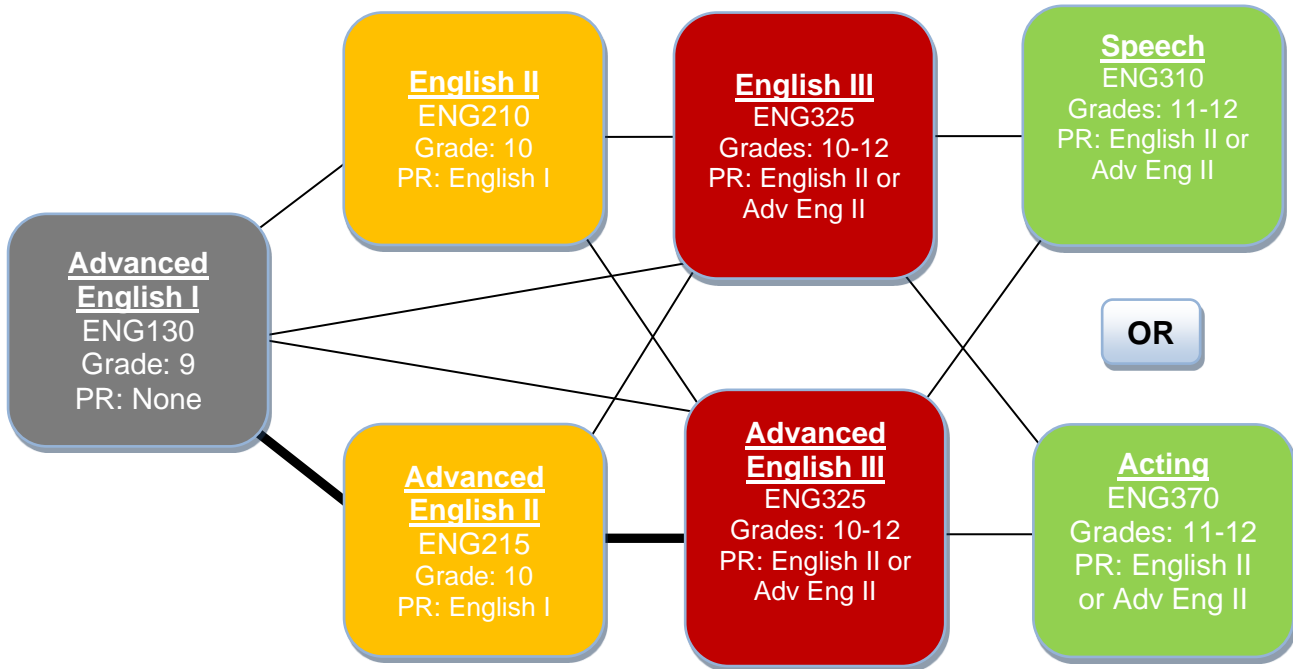 Advanced
English I
ENG130
Grade: 9
PR: None
English II
ENG210
Grade: 10
PR: English I
Advanced
English II
ENG215
Grade: 10
PR: English I
English III
ENG325
Grades: 10-12
PR: English II or
Adv Eng II
Advanced
English III
ENG325
Grades: 10-12
PR: English II or
Adv Eng II
Speech
ENG310
Grades: 11-12
PR: English II or
Adv Eng II
OR
Acting
ENG370
Grades: 11-12
PR: English II
or Adv Eng II